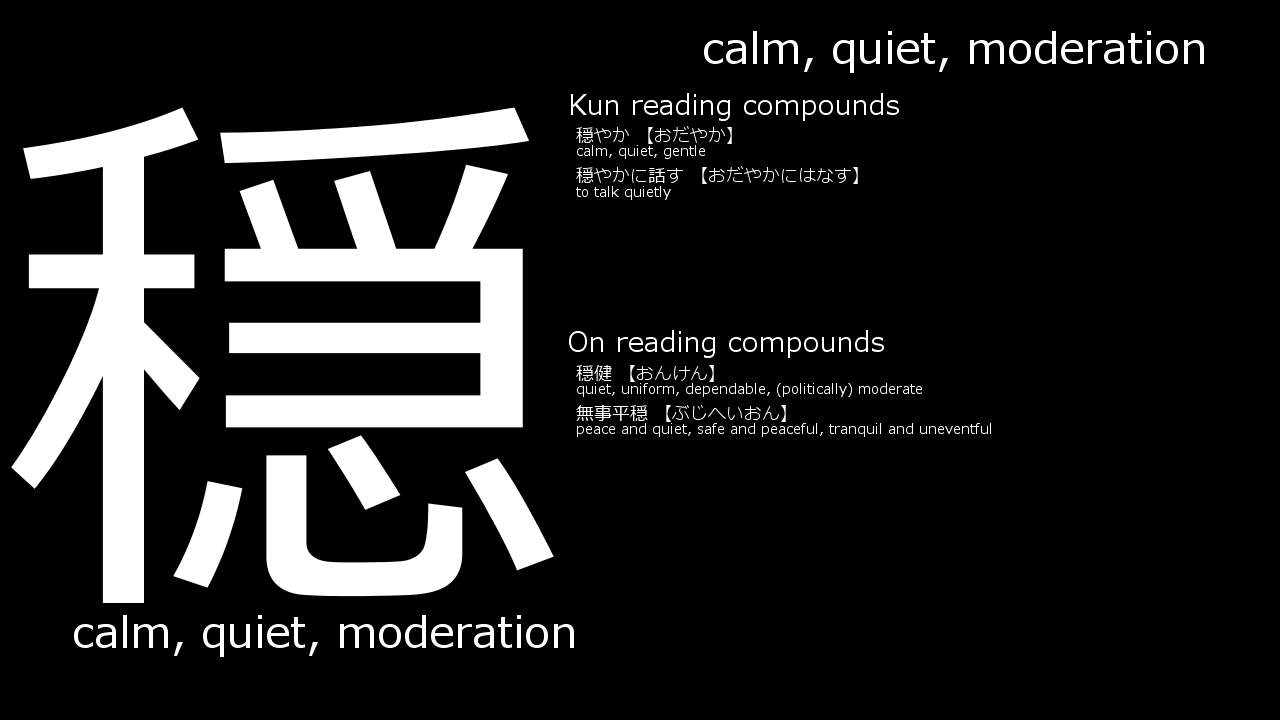 calm, quiet, moderation
穏
Kun reading compounds
穏やか 【おだやか】
calm, quiet, gentle
穏やかに話す 【おだやかにはなす】
to talk quietly
On reading compounds
穏健 【おんけん】
quiet, uniform, dependable, (politically) moderate
無事平穏 【ぶじへいおん】
peace and quiet, safe and peaceful, tranquil and uneventful
calm, quiet, moderation